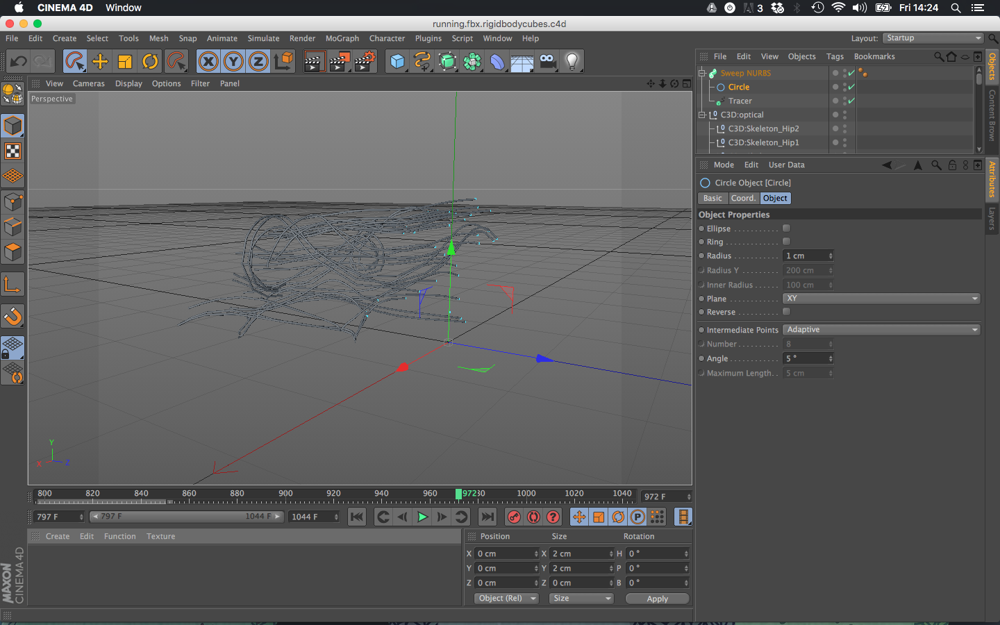 CINEMA 4D Window
3 Fri 14:24
running.fbx.rigidbodycubes.c4d
File Edit Create Select Tools Mesh Snap Animate Simulate Render MoGraph Character Plugins Script Window Help
Layout: Startup
X Y Z
File Edit View Objects Tags Bookmarks
View Cameras Display Options Filter Panel
Perspective
Sweep NURBS
Circle
Tracer
C3D:optical
C3D:Skeleton_Hip2
C3D:Skeleton_Hip1
Objects
Content Brows
Attributes
Layers
Mode Edit User Data
Circle Object [Circle]
Basic Coord. Object
Object Properties
Ellipse
Ring
Radius 1 cm
Radius Y 200 cm
Inner Radius 100 cm
Plane XY
Reverse
Intermediate Points Adaptive
Number 8
Angle 5 °
Maximum Length 5 cm
Y
X Z
800 820 840 860 880 900 920 940 960 972 1000 1020 1040
972 F
797 F 797 F 1044 F 1044 F
P
Create Edit Function Texture
Position Size Rotation
X 0 cm X 2 cm H 0 °
Y 0 cm Y 2 cm P 0 °
Z 0 cm Z 0 cm B 0 °
Object (Rel) Size Apply
MAXON
CINEMA 4D